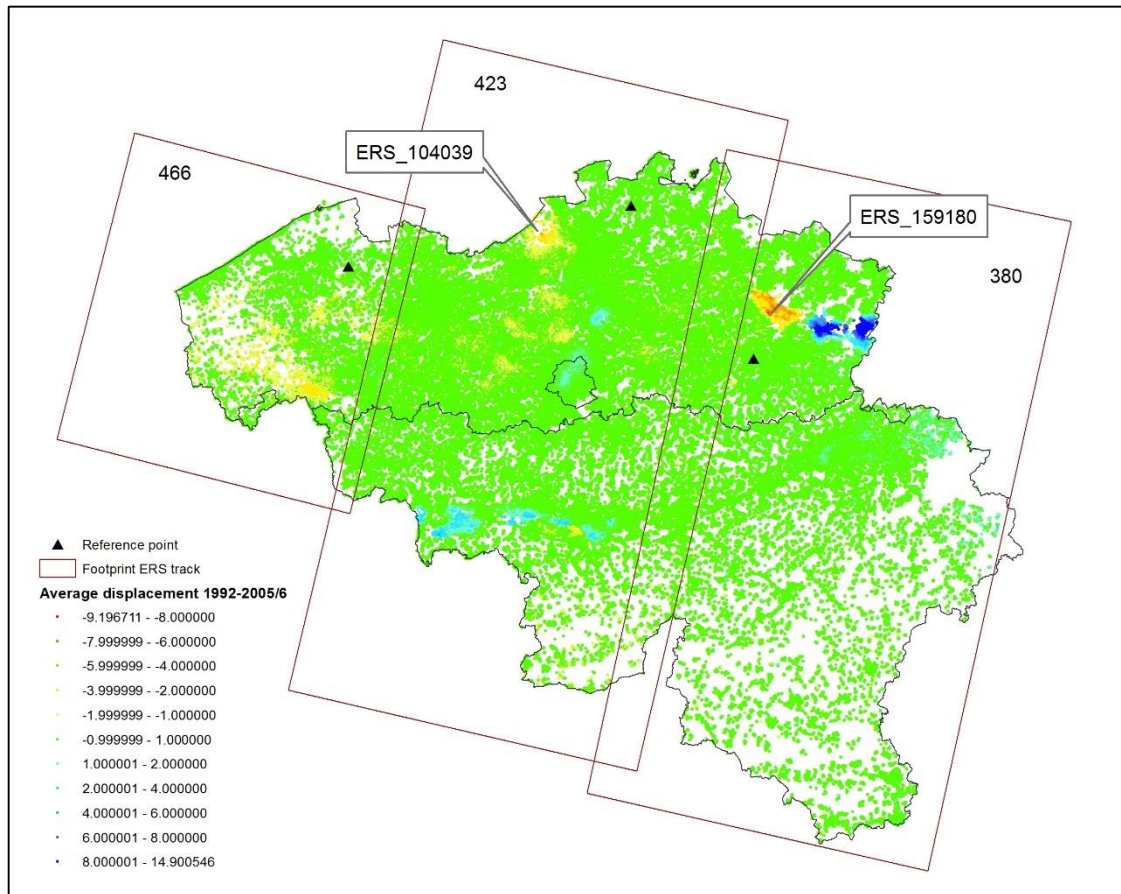 423
ERS_104039
466
ERS_159180
380
Reference point
Footprint ERS track
Average displacement 1992-2005/6
-9.196711 - -8.000000
-7.999999 - -6.000000
-5.999999 - -4.000000
-3.999999 - -2.000000
-1.999999 - -1.000000
-0.999999 - 1.000000
1.000001 - 2.000000
2.000001 - 4.000000
4.000001 - 6.000000
6.000001 - 8.000000
8.000001 - 14.900546